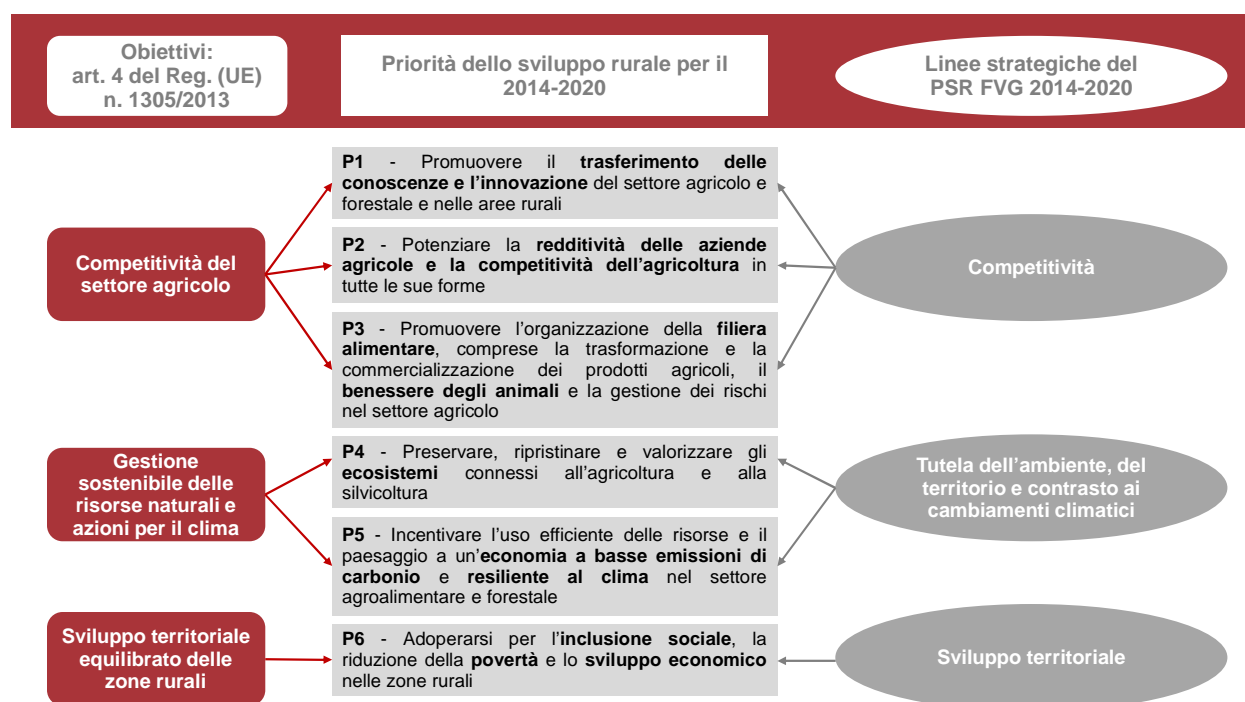 Obiettivi:
art. 4 del Reg. (UE)
n. 1305/2013
Priorità dello sviluppo rurale per il
2014-2020
Linee strategiche del
PSR FVG 2014-2020
Competitività del
settore agricolo
P1 - Promuovere il trasferimento delle
conoscenze e l’innovazione del settore agricolo e
forestale e nelle aree rurali
P2 - Potenziare la redditività delle aziende
agricole e la competitività dell’agricoltura in
tutte le sue forme
P3 - Promuovere l’organizzazione della filiera
alimentare, comprese la trasformazione e la
commercializzazione dei prodotti agricoli, il
benessere degli animali e la gestione dei rischi
nel settore agricolo
Competitività
Gestione
sostenibile delle
risorse naturali e
azioni per il clima
P4 - Preservare, ripristinare e valorizzare gli
ecosistemi connessi all’agricoltura e alla
silvicoltura
P5 - Incentivare l’uso efficiente delle risorse e il
paesaggio a un’economia a basse emissioni di
carbonio e resiliente al clima nel settore
agroalimentare e forestale
Tutela dell’ambiente, del
territorio e contrasto ai
cambiamenti climatici
Sviluppo territoriale
equilibrato delle
zone rurali
P6 - Adoperarsi per l’inclusione sociale, la
riduzione della povertà e lo sviluppo economico
nelle zone rurali
Sviluppo territoriale